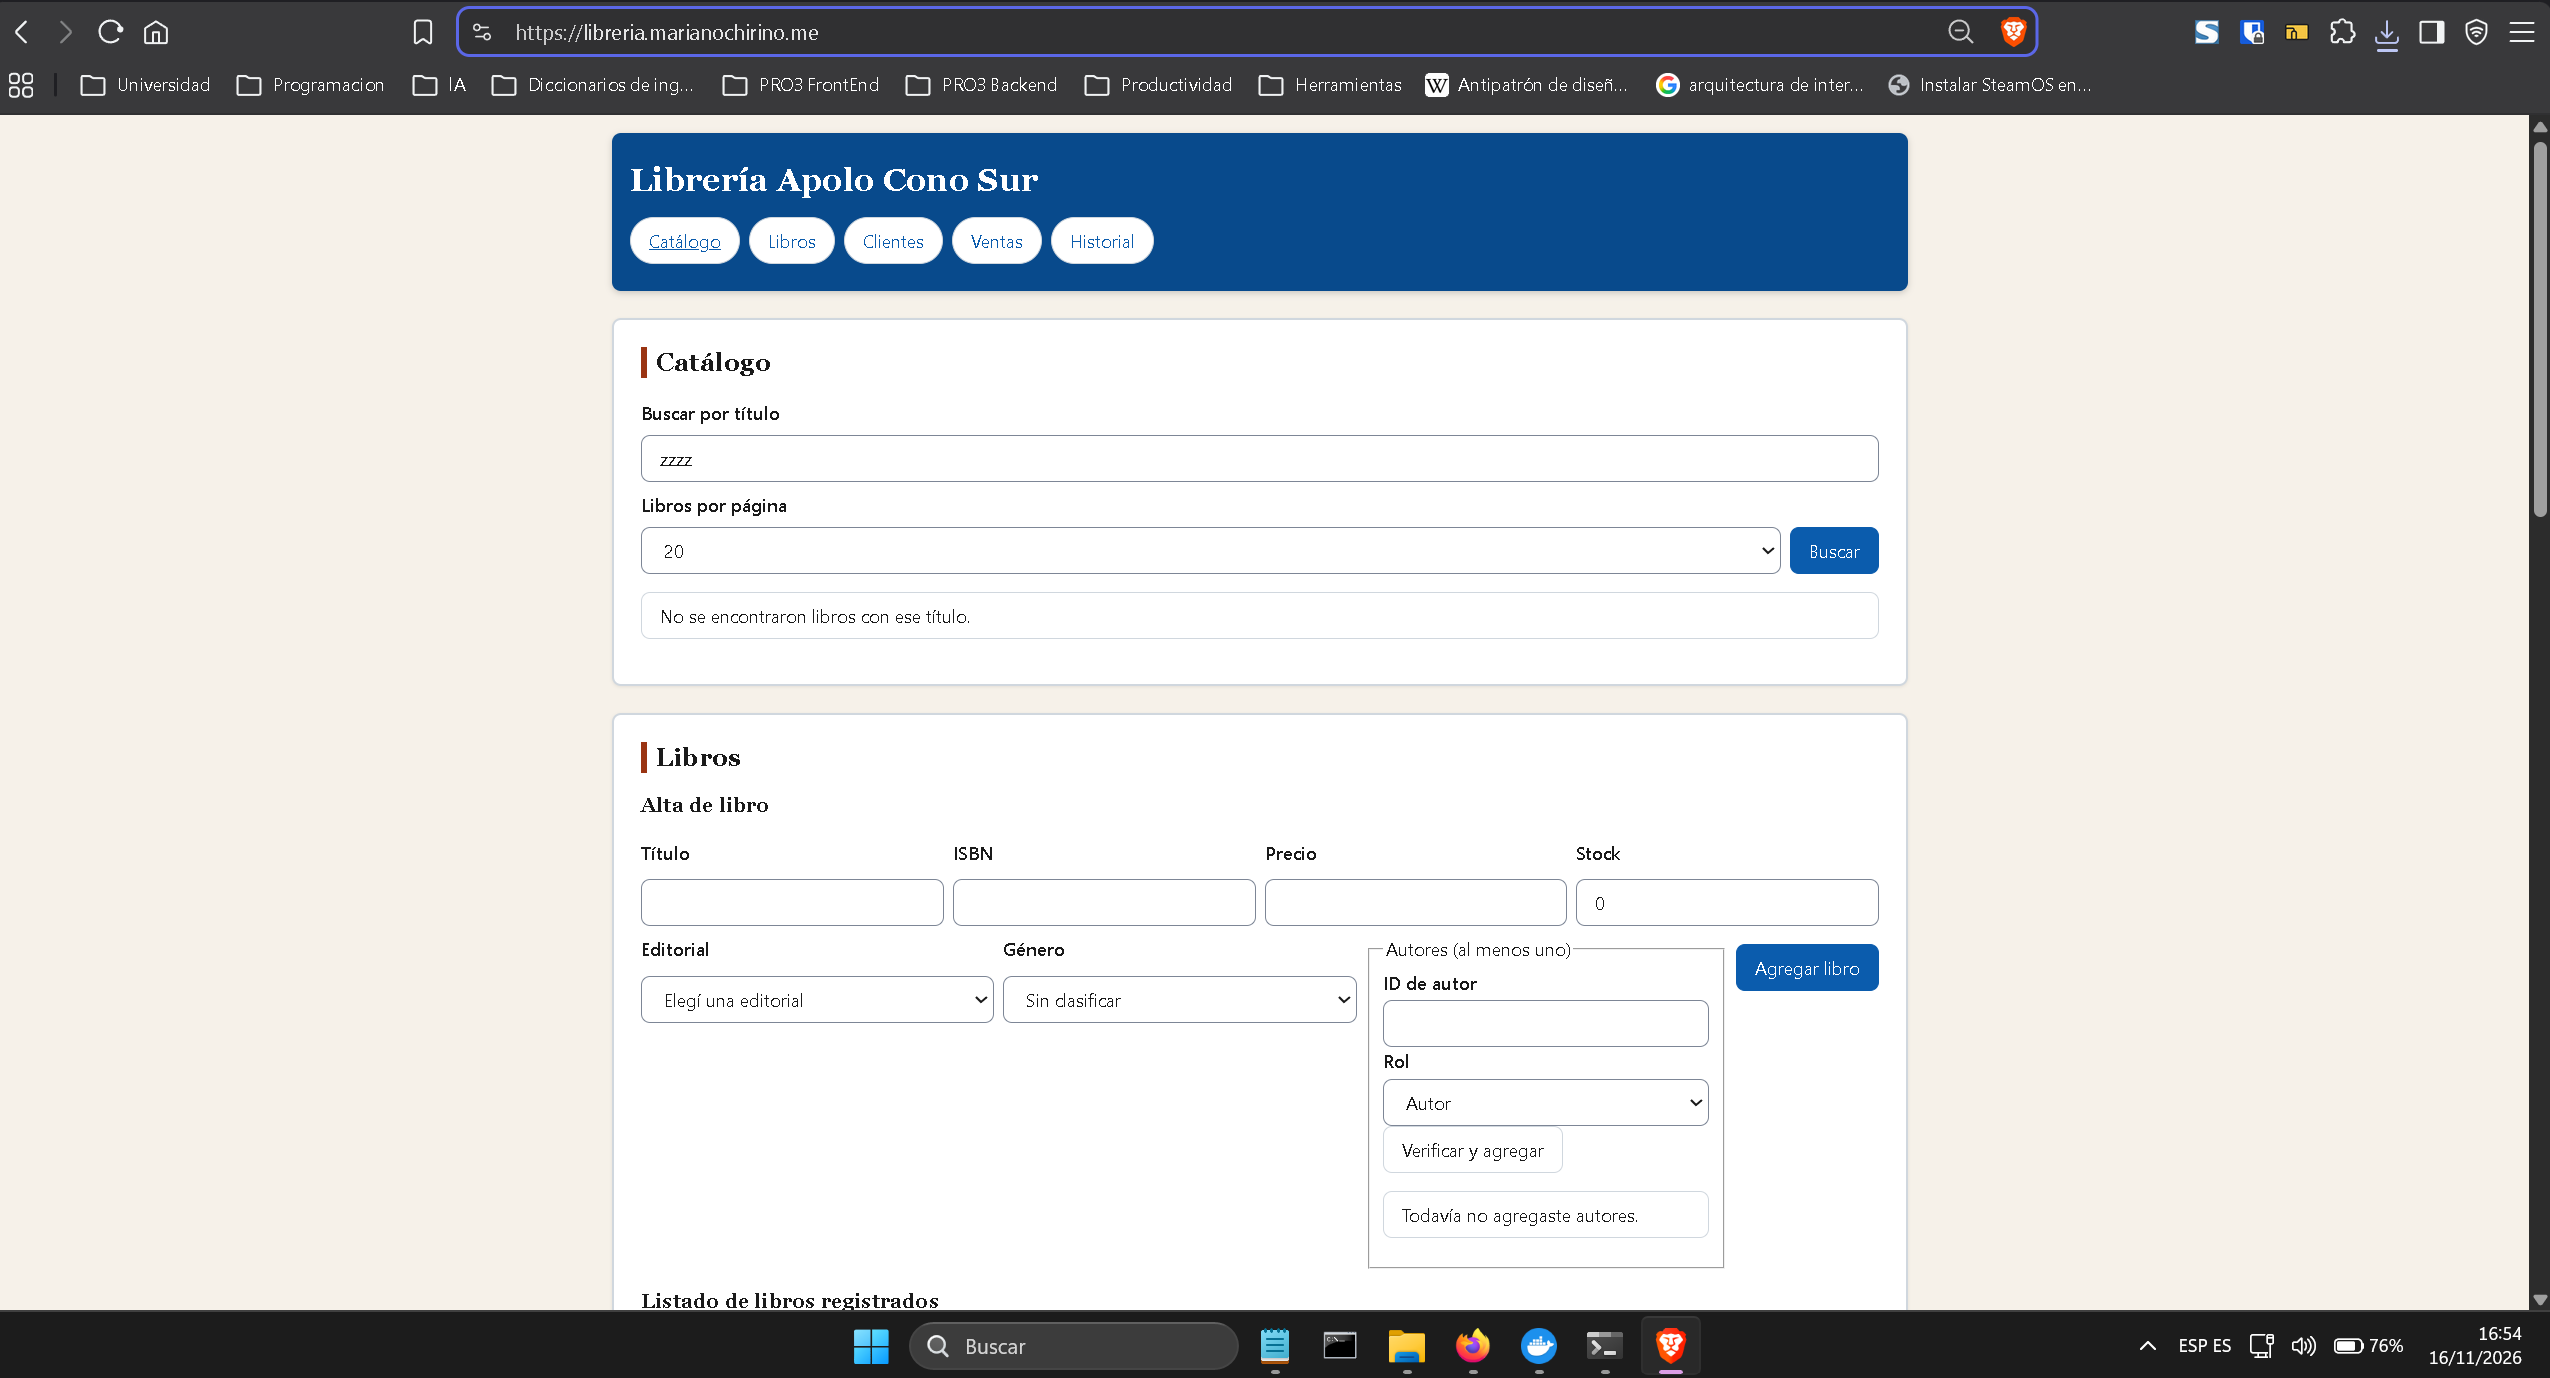 https://libreria.marianochirino.me
Universidad
Programacion
IA
Diccionarios de ing...
PRO3 FrontEnd
PRO3 Backend
Productividad
Herramientas
Antipatrón de diseñ...
arquitectura de inter...
Instalar SteamOS en...
Librería Apolo Cono Sur
Catálogo
Libros
Clientes
Ventas
Historial
Catálogo
Buscar por título
zzzz
Libros por página
20
Buscar
No se encontraron libros con ese título.
Libros
Alta de libro
Título
ISBN
Precio
Stock
0
Editorial
Género
Autores (al menos uno)
Elegí una editorial
Sin clasificar
Agregar libro
ID de autor
Rol
Autor
Verificar y agregar
Todavía no agregaste autores.
Listado de libros registrados
Buscar
ESP ES
76%
16:54
16/11/2026